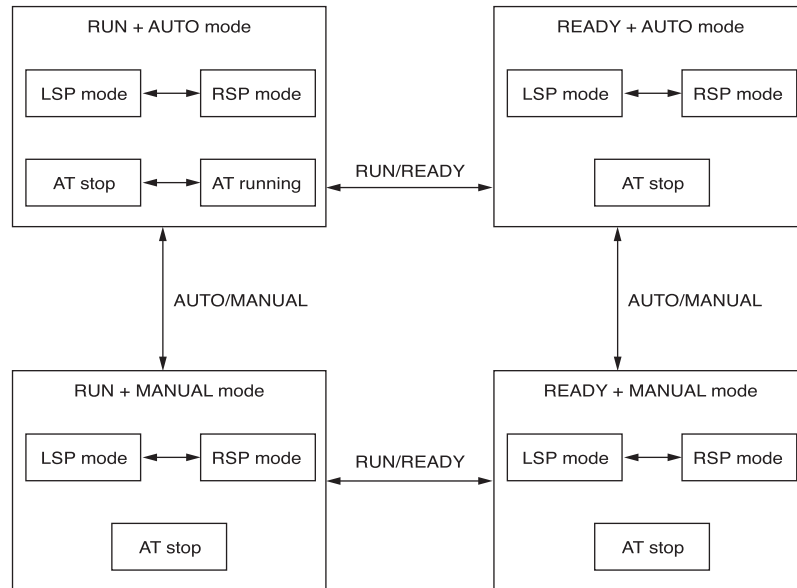 RUN + AUTO mode
LSP mode
RSP mode
AT stop
AT running
RUN/READY
READY + AUTO mode
LSP mode
RSP mode
AT stop
AUTO/MANUAL
AUTO/MANUAL
RUN + MANUAL mode
LSP mode
RSP mode
AT stop
RUN/READY
READY + MANUAL mode
LSP mode
RSP mode
AT stop